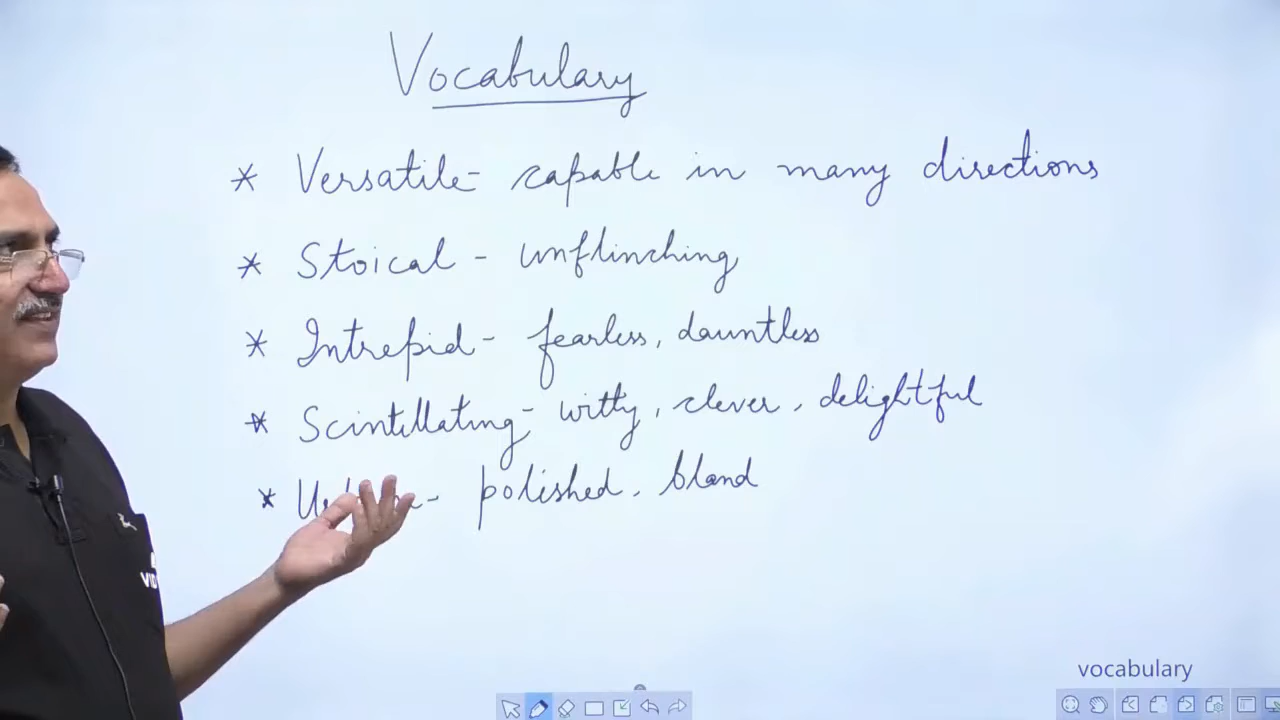 Vocabulary
* Versatile - capable in many directions
* Stoical - unflinching
* Intrepid - fearless, dauntless
* Scintillating - witty, clever, delightful
* - polished, bland
vocabulary